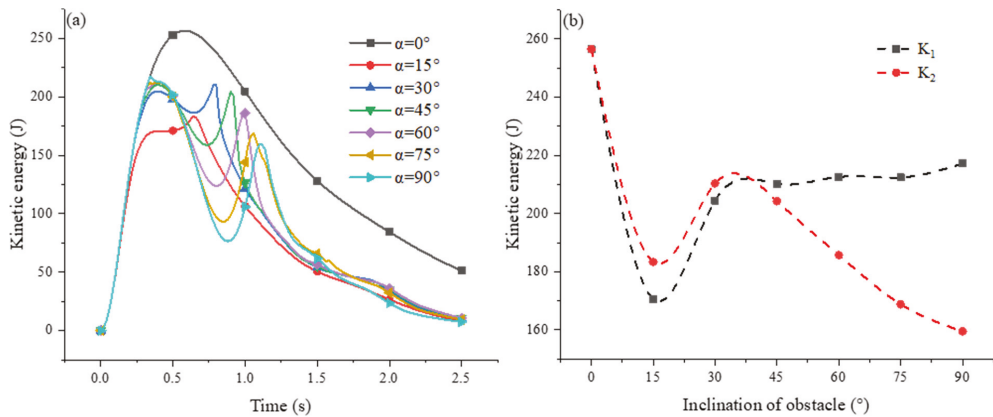 (a)
250
200
150
100
50
0
Kinetic energy (J)
0.0 0.5 1.0 1.5 2.0 2.5
Time (s)
α=0°
α=15°
α=30°
α=45°
α=60°
α=75°
α=90°
(b)
260
240
220
200
180
160
Kinetic energy (J)
0 15 30 45 60 75 90
Inclination of obstacle (°)
K₁
K₂